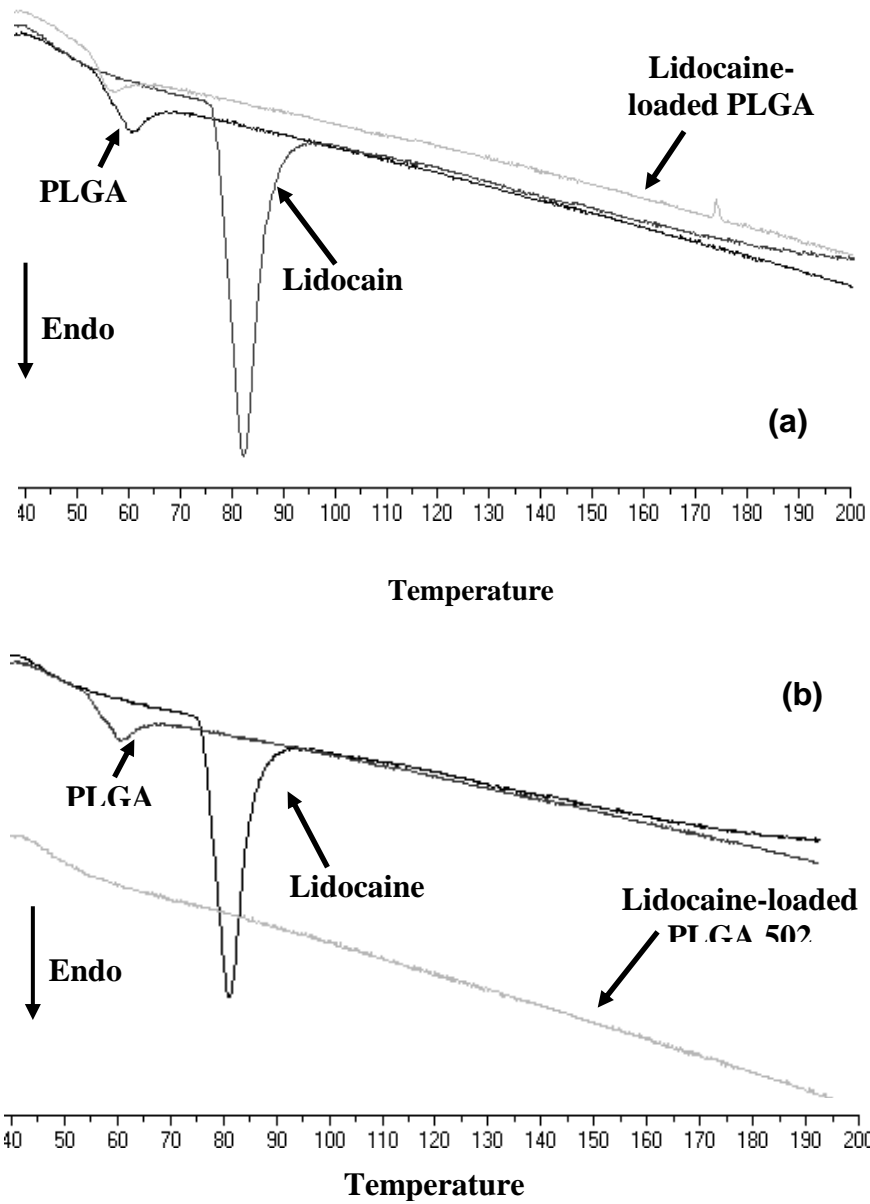 Lidocaine-
loaded PLGA
PLGA
Lidocain
Endo
(a)
40 50 60 70 80 90 100 110 120 130 140 150 160 170 180 190 200
Temperature
(b)
PLGA
Lidocaine
Lidocaine-loaded
PLGA 502
Endo
40 50 60 70 80 90 100 110 120 130 140 150 160 170 180 190 200
Temperature